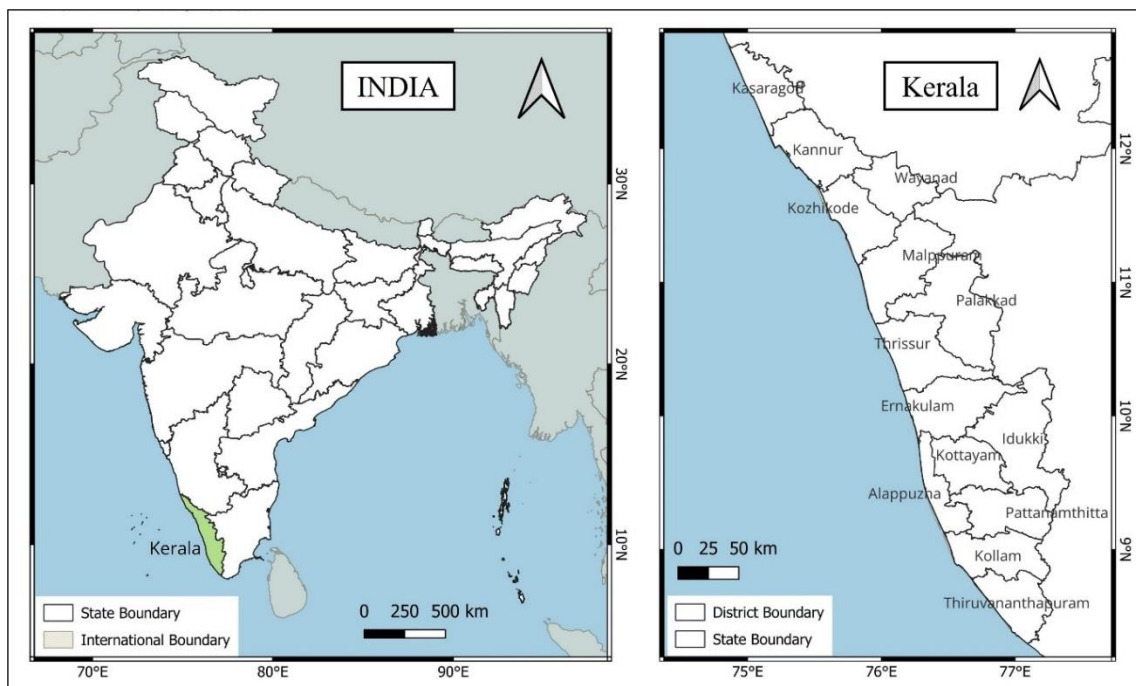 INDIA
30°N
20°N
10°N
Kerala
State Boundary
International Boundary
0 250 500 km
70°E 80°E 90°E
Kerala
Kasaragod
12°N
Kannur
Wayanad
Kozhikode
Malppuram
11°N
Palakkad
Thrissur
Ernakulam
10°N
Idukki
Kottayam
Alappuzha
Pattanamthitta
0 25 50 km
9°N
Kollam
Thiruvananthapuram
District Boundary
State Boundary
75°E 76°E 77°E